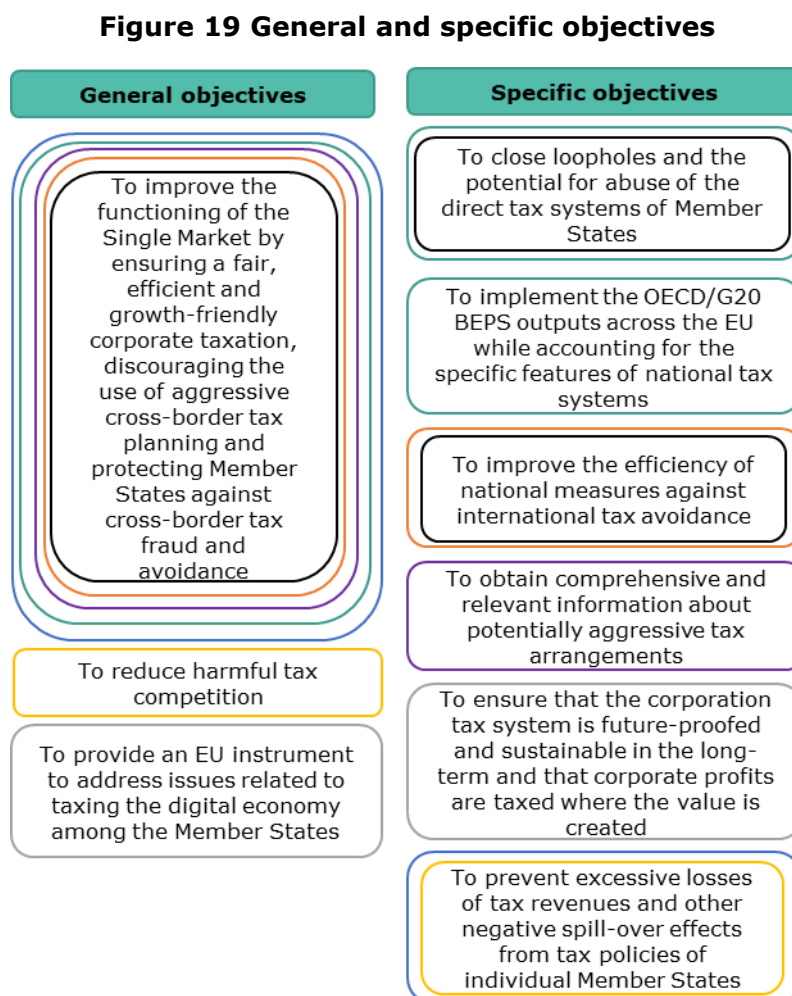 Figure 19 General and specific objectives
General objectives
To improve the
functioning of the
Single Market by
ensuring a fair,
efficient and
growth-friendly
corporate taxation,
discouraging the
use of aggressive
cross-border tax
planning and
protecting Member
States against
cross-border tax
fraud and
avoidance
To reduce harmful tax
competition
To provide an EU instrument
to address issues related to
taxing the digital economy
among the Member States
Specific objectives
To close loopholes and the
potential for abuse of the
direct tax systems of Member
States
To implement the OECD/G20
BEPS outputs across the EU
while accounting for the
specific features of national tax
systems
To improve the efficiency of
national measures against
international tax avoidance
To obtain comprehensive and
relevant information about
potentially aggressive tax
arrangements
To ensure that the corporation
tax system is future-proofed
and sustainable in the long-
term and that corporate profits
are taxed where the value is
created
To prevent excessive losses
of tax revenues and other
negative spill-over effects
from tax policies of
individual Member States